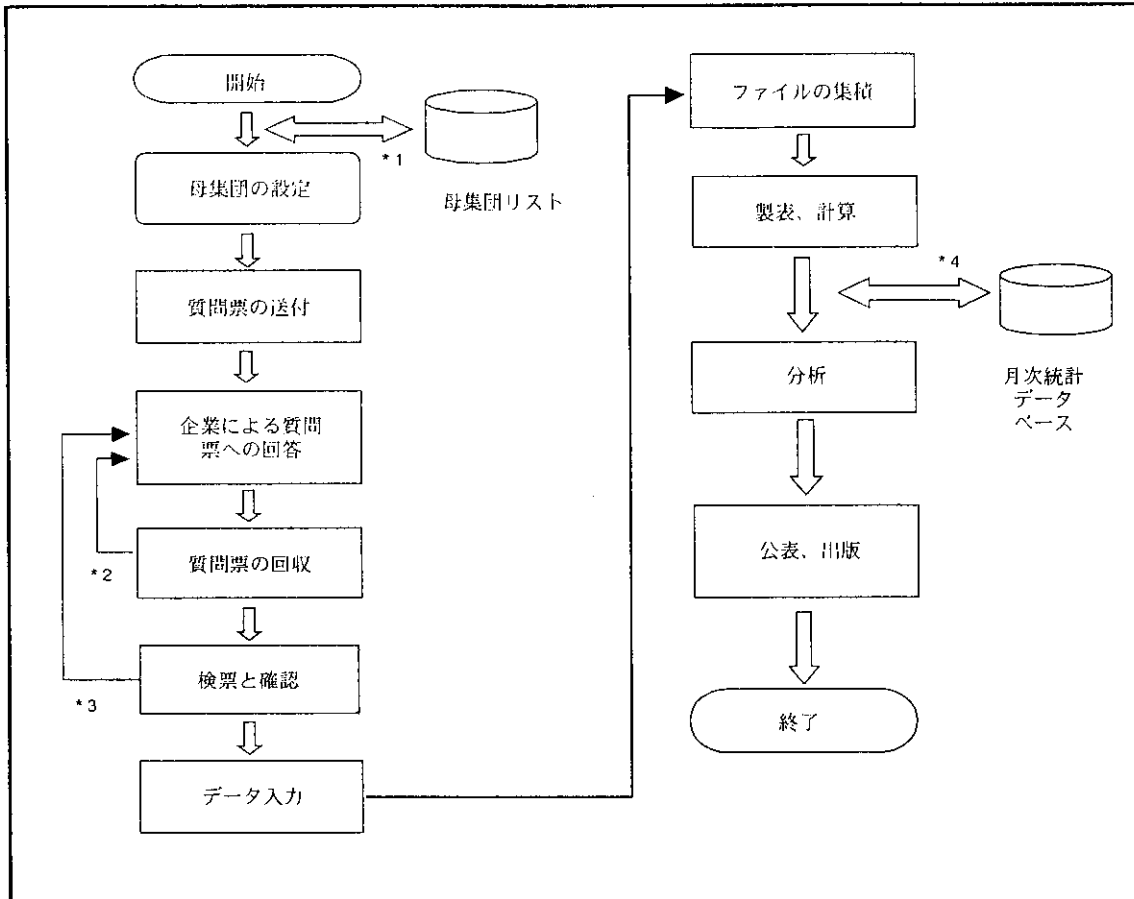 開始
*1
母集団リスト
母集団の設定
質問票の送付
企業による質問
票への回答
*2
質問票の回収
*3
検票と確認
データ入力
ファイルの集積
製表、計算
*4
月次統計
データ
ベース
分析
公表、出版
終了